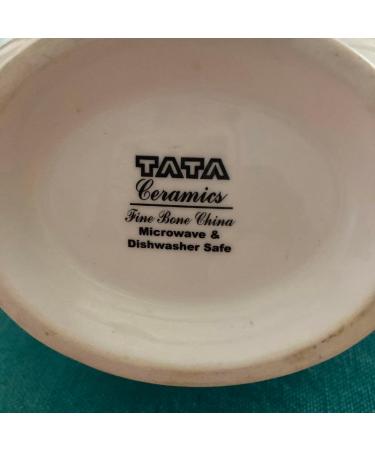 TATA
Ceramics
Fine Bone China
Microwave &
Dishwasher Safe